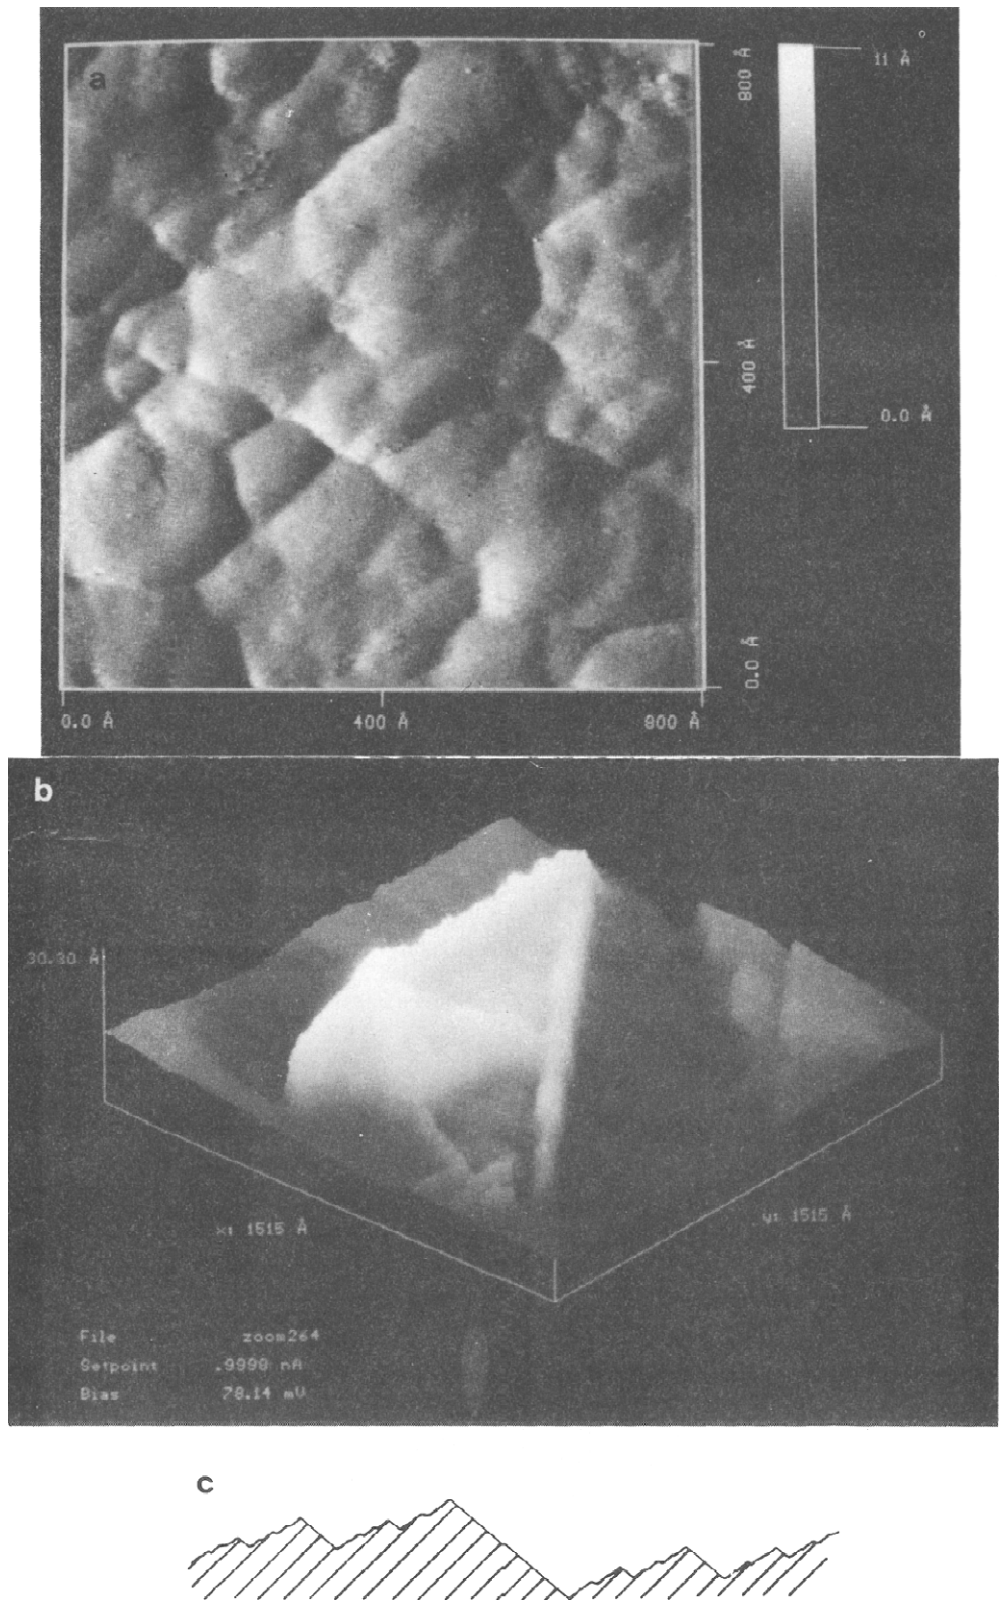 a
11 Å
800 Å
400 Å
0.0 Å
0.0 Å
0.0 Å 400 Å 800 Å
b
30.30 Å
x: 1515 Å
y: 1515 Å
File zoom264
Setpoint .9990 nA
Bias 78.14 mV
c